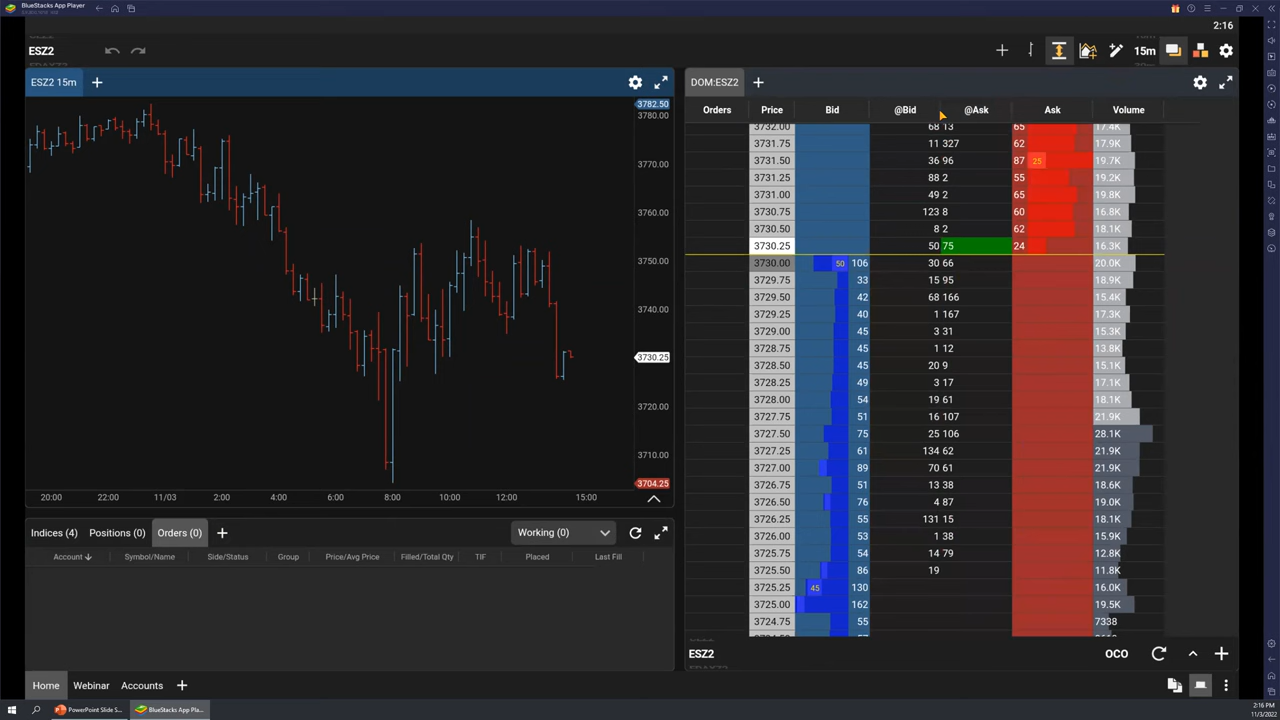 BlueStacks App Player
2:16
ESZ2
15m
ESZ2 15m
DOM:ESZ2
Orders Price Bid @Bid @Ask Ask Volume
3782.50
3780.00
3770.00
3760.00
3750.00
3740.00
3730.25
3720.00
3710.00
3704.25
20:00 22:00 11/03 2:00 4:00 6:00 8:00 10:00 12:00 15:00
3732.00 68 13 65 17.4K
3731.75 11 327 62 17.9K
3731.50 36 96 87 25 19.7K
3731.25 88 2 55 19.2K
3731.00 49 2 65 19.8K
3730.75 123 8 60 16.8K
3730.50 8 2 62 18.1K
3730.25 50 75 24 16.3K
3730.00 50 106 30 66 20.0K
3729.75 33 15 95 18.9K
3729.50 42 68 166 15.4K
3729.25 40 1 167 17.3K
3729.00 45 3 31 15.3K
3728.75 45 1 12 13.8K
3728.50 45 20 9 15.1K
3728.25 49 3 17 17.1K
3728.00 54 19 61 18.1K
3727.75 51 16 107 21.9K
3727.50 75 25 106 28.1K
3727.25 61 134 62 21.9K
3727.00 89 70 61 21.9K
3726.75 51 13 38 18.6K
3726.50 76 4 87 19.0K
3726.25 55 131 15 18.1K
3726.00 53 1 38 15.9K
3725.75 54 14 79 12.8K
3725.50 86 19 11.8K
3725.25 45 130 16.0K
3725.00 162 19.5K
3724.75 55 7338
Indices (4) Positions (0) Orders (0) Working (0)
Account Symbol/Name Side/Status Group Price/Avg Price Filled/Total Qty TIF Placed Last Fill
ESZ2 OCO
Home Webinar Accounts
PowerPoint Slide S... BlueStacks App Pla...
2:16 PM
11/3/2022